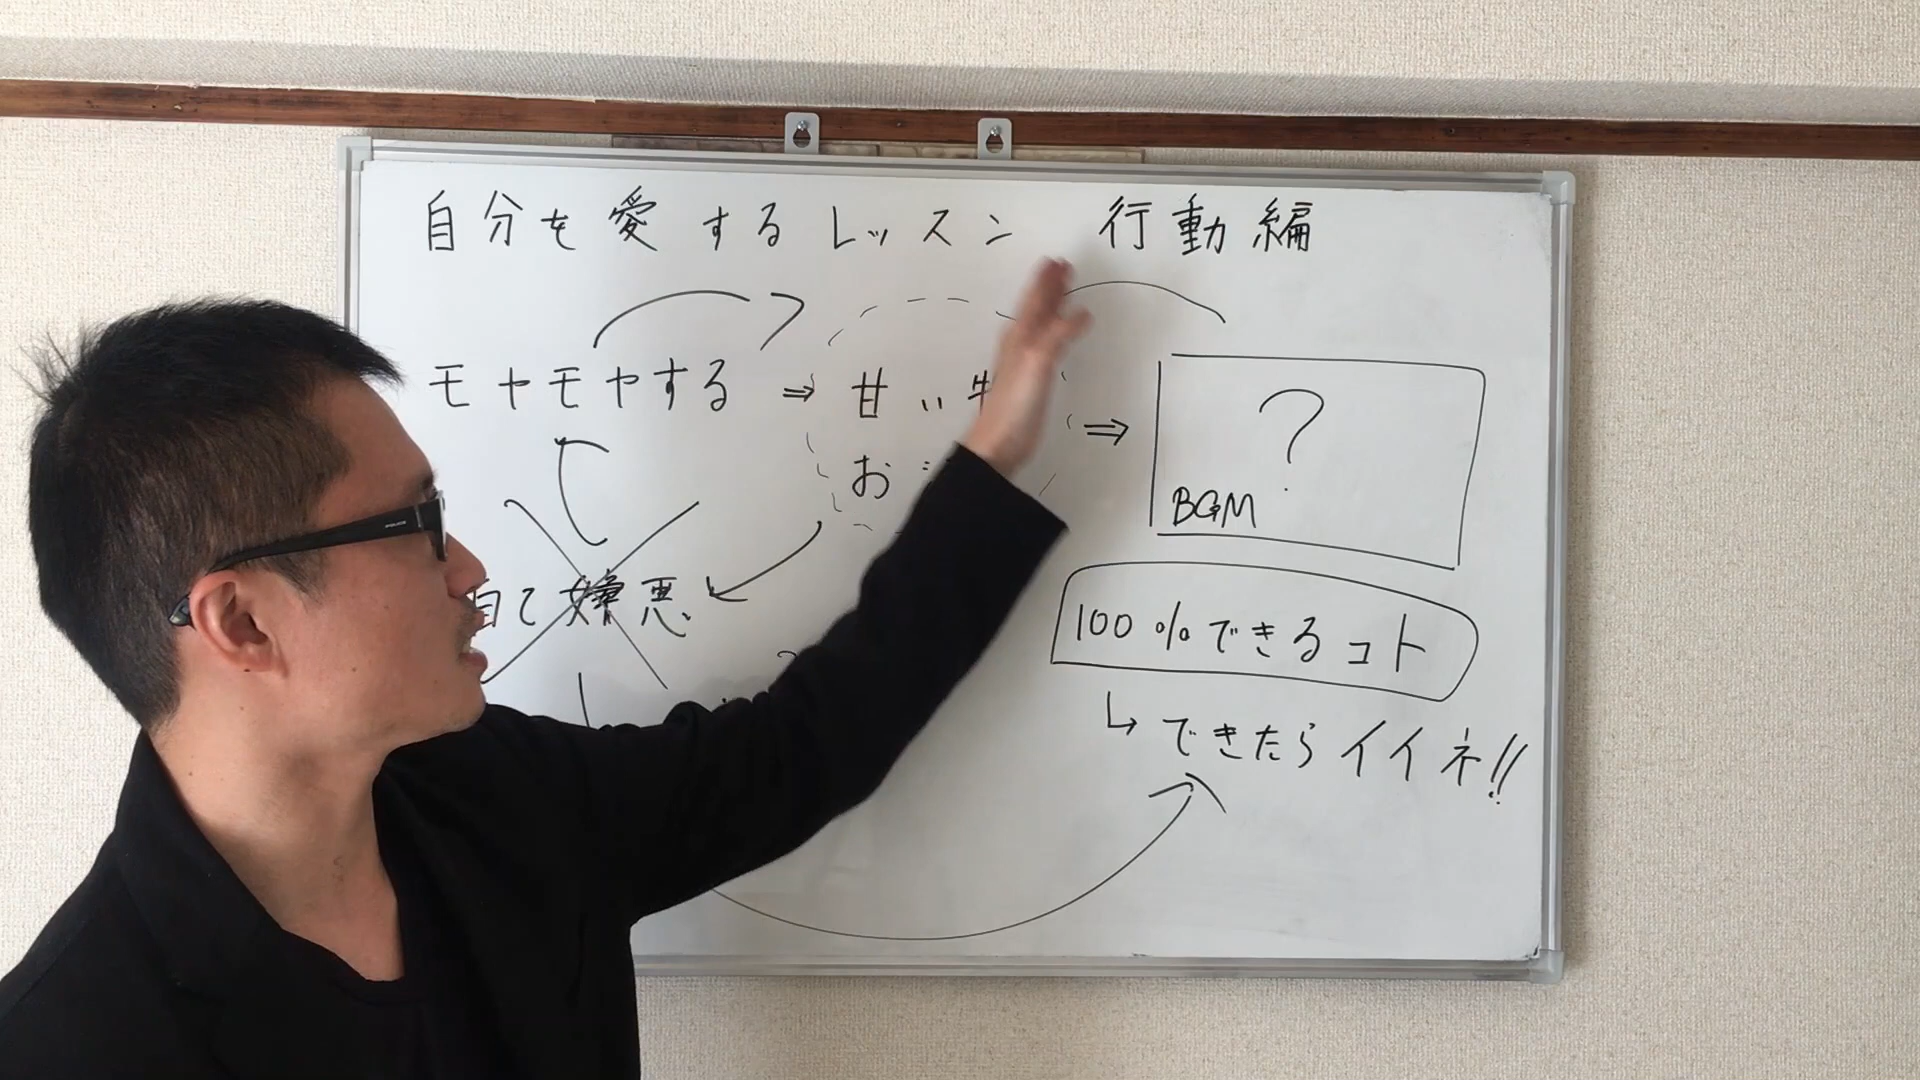 自分を愛するレッスン 行動編
モヤモヤする ⇒ 甘い
お
⇒ ?
BGM
自己嫌悪
100%できるコト
↳ できたらイイネ!!